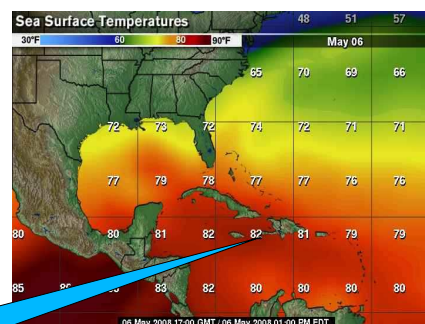 Sea Surface Temperatures
48 51 57
30°F 60 80 90°F May 06
65 70 69 66
72 73 72 74 72 71 71
77 79 78 77 77 76 76
80 80 81 82 82 81 79 79
85 83 82 82 80 80 80
06 May 2008 17:00 GMT / 06 May 2008 01:00 PM EDT